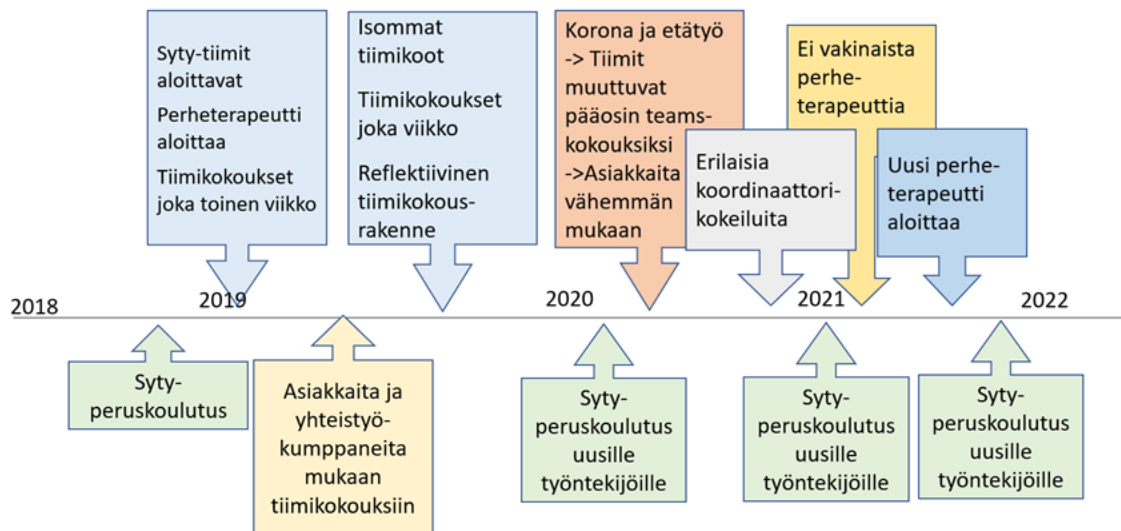 Syty-tiimit
aloittavat
Perheterapeutti
aloittaa
Tiimikokoukset
joka toinen viikko
Isommat
tiimikoot
Tiimikokoukset
joka viikko
Reflektiivinen
tiimikokous-
rakenne
Korona ja etätyö
-> Tiimit
muuttuvat
pääosin teams-
kokouksiksi
->Asiakkaita
vähemmän
mukaan
Erilaisia
koordinaattori-
kokeiluita
Ei vakinaista
perhe-
terapeuttia
Uusi perhe-
terapeutti
aloittaa
2018
2019
2020
2021
2022
Syty-
peruskoulutus
Asiakkaita ja
yhteistyö-
kumppaneita
mukaan
tiimikokouksiin
Syty-
peruskoulutus
uusille
työntekijöille
Syty-
peruskoulutus
uusille
työntekijöille
Syty-
peruskoulutus
uusille
työntekijöille